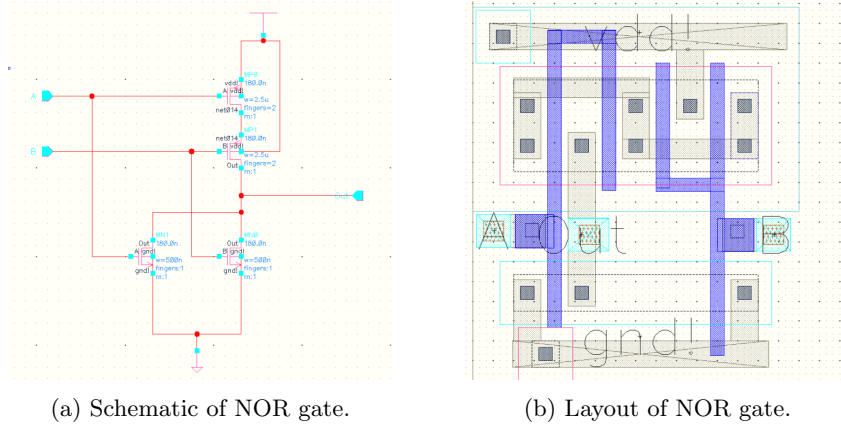 MP0
vdd!
180.0n
A
vdd!
w=2.5u
fingers=2
net014
m:1
A
net014
MP1
180.0n
B
vdd!
w=2.5u
fingers=2
Out
m:1
B
Out
MN1
180.0n
Out
A
gnd!
w=500n
fingers:1
gnd!
m:1
MN0
180.0n
Out
B
gnd!
w=500n
fingers:1
gnd!
m:1
(a) Schematic of NOR gate.
vdd!
A
Out
B
gnd!
(b) Layout of NOR gate.